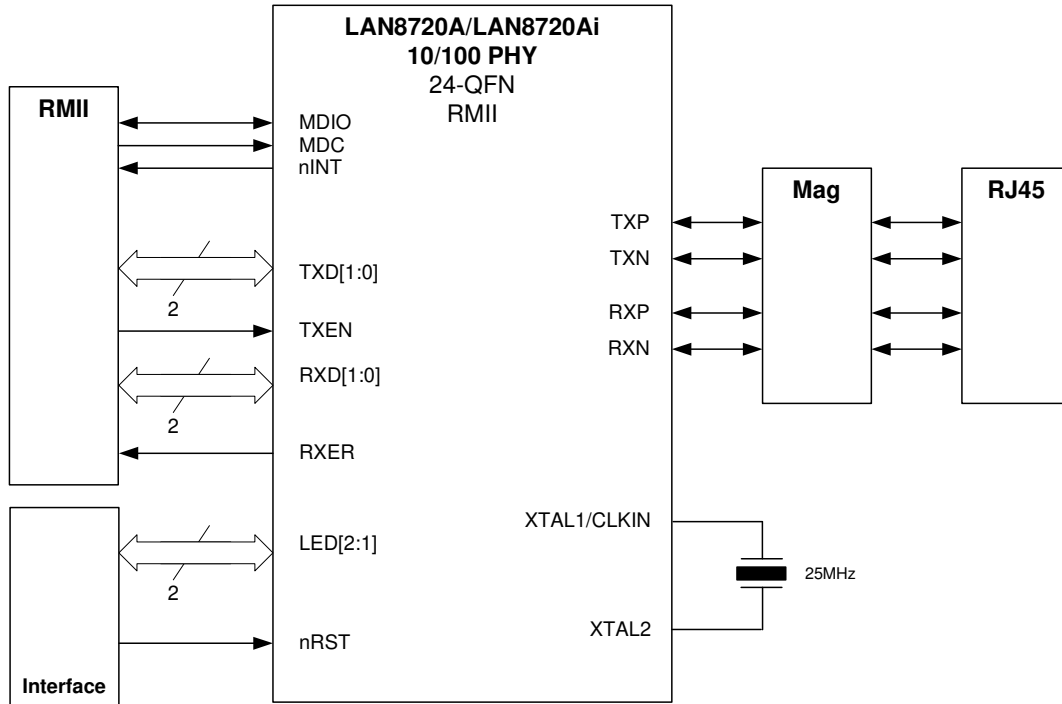 LAN8720A/LAN8720Ai
10/100 PHY
24-QFN
RMII
RMII
MDIO
MDC
nINT
TXD[1:0]
2
TXEN
RXD[1:0]
2
RXER
LED[2:1]
2
nRST
Interface
TXP
TXN
RXP
RXN
Mag
RJ45
XTAL1/CLKIN
25MHz
XTAL2